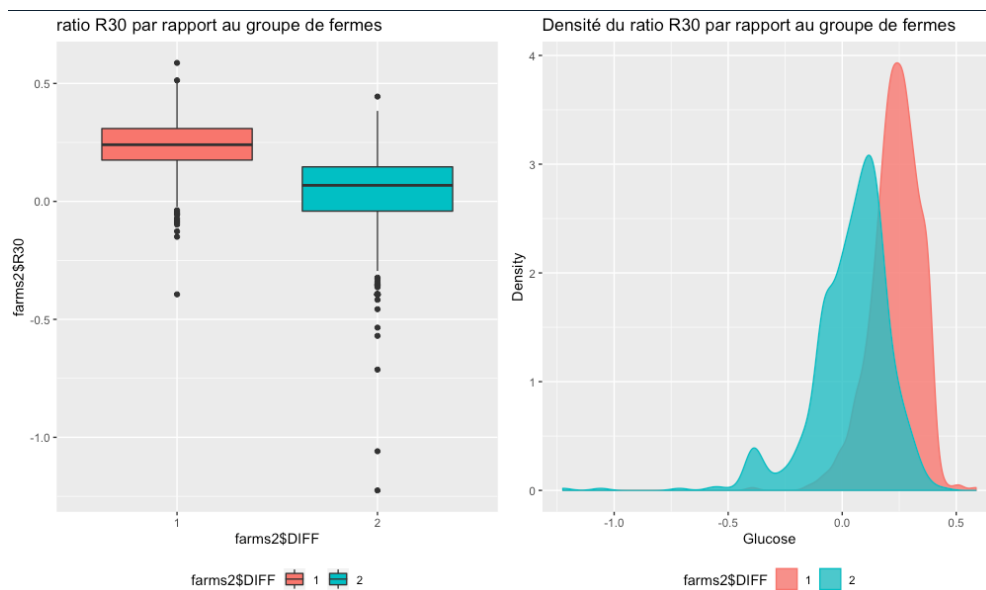 ratio R30 par rapport au groupe de fermes
farms2$R30
0.5
0.0
-0.5
-1.0
1
2
farms2$DIFF
farms2$DIFF 1 2
Densité du ratio R30 par rapport au groupe de fermes
Density
4
3
2
1
0
-1.0
-0.5
0.0
0.5
Glucose
farms2$DIFF 1 2